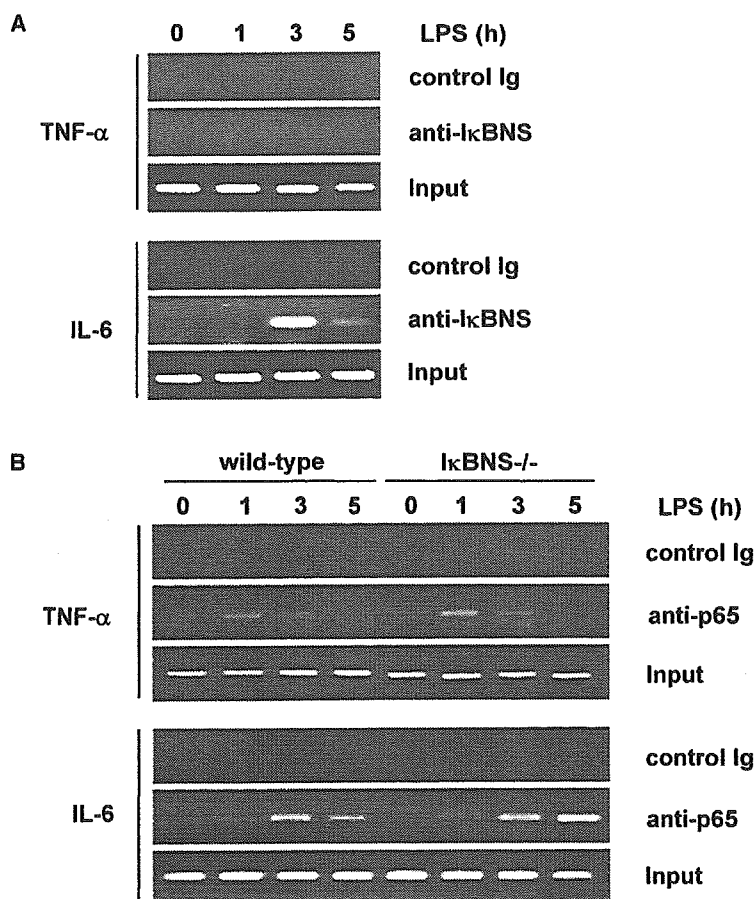 A
0 1 3 5 LPS (h)
control Ig
TNF-α anti-IκBNS
Input
control Ig
IL-6 anti-IκBNS
Input
B
wild-type IκBNS-/-
0 1 3 5 0 1 3 5 LPS (h)
control Ig
TNF-α anti-p65
Input
control Ig
IL-6 anti-p65
Input